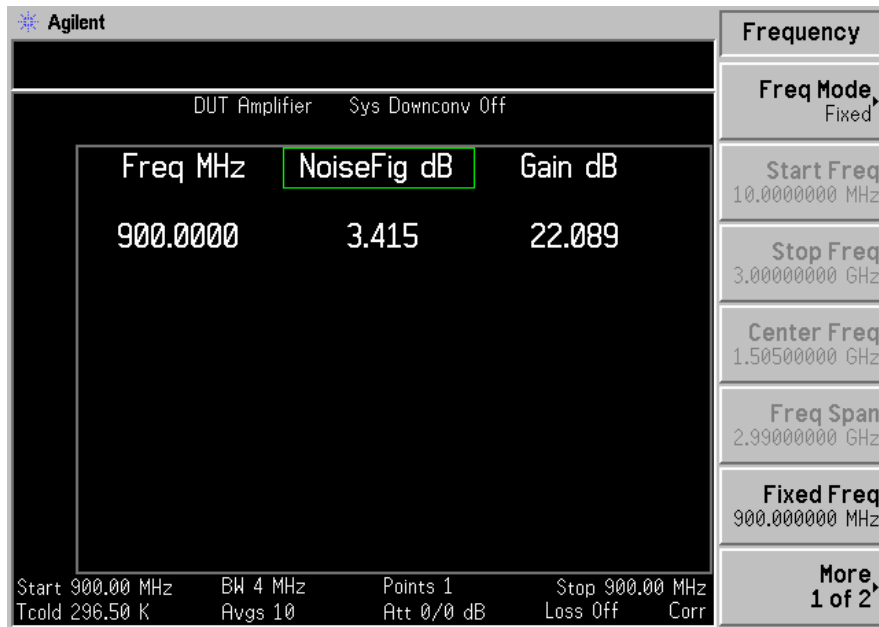 Agilent
Frequency
Freq Mode
Fixed
DUT Amplifier Sys Downconv Off
Freq MHz NoiseFig dB Gain dB
900.0000 3.415 22.089
Start Freq
10.0000000 MHz
Stop Freq
3.00000000 GHz
Center Freq
1.50500000 GHz
Freq Span
2.99000000 GHz
Fixed Freq
900.000000 MHz
More
1 of 2
Start 900.00 MHz BW 4 MHz Points 1 Stop 900.00 MHz
Tcold 296.50 K Avgs 10 Att 0/0 dB Loss Off Corr